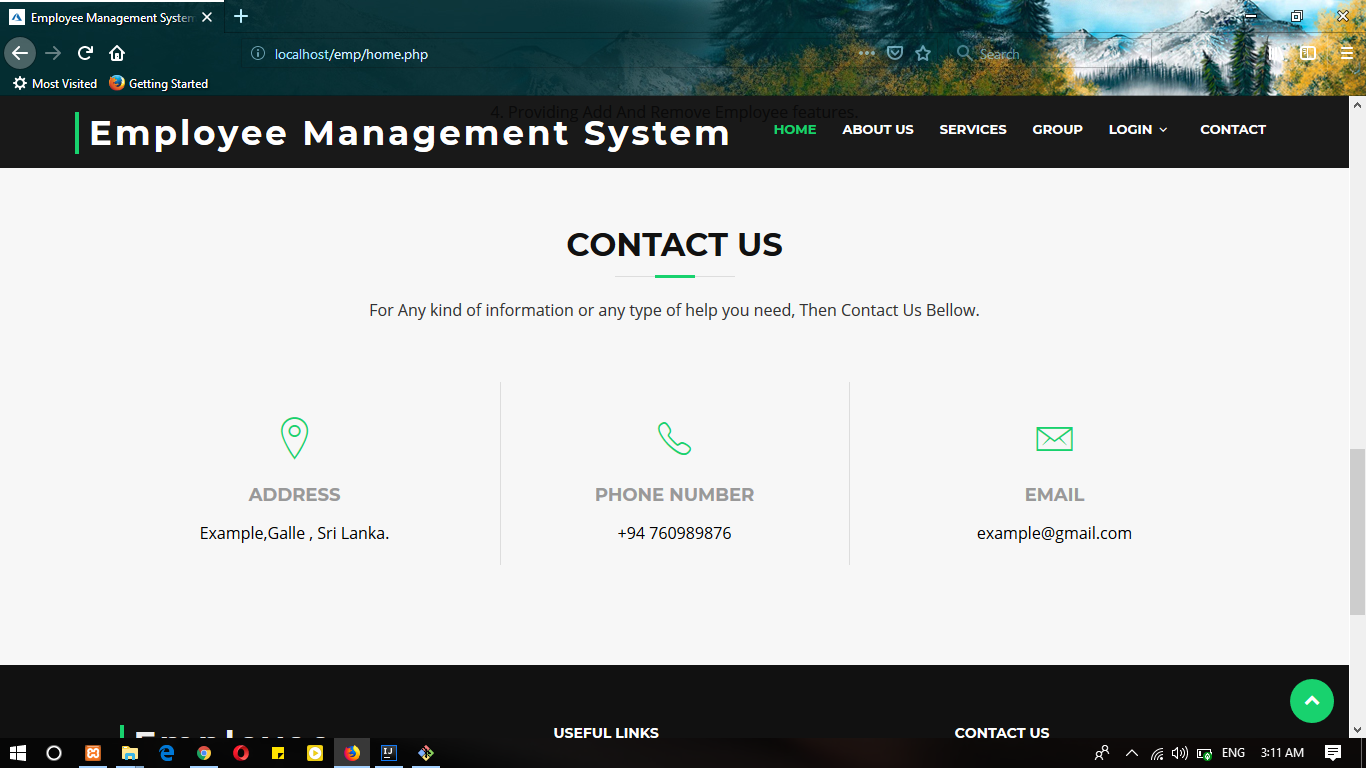 Employee Management System
localhost/emp/home.php
Search
Most Visited
Getting Started
4. Providing Add And Remove Employee features.
Employee Management System
HOME
ABOUT US
SERVICES
GROUP
LOGIN
CONTACT
CONTACT US
For Any kind of information or any type of help you need, Then Contact Us Bellow.
ADDRESS
Example,Galle , Sri Lanka.
PHONE NUMBER
+94 760989876
EMAIL
example@gmail.com
Employee
USEFUL LINKS
CONTACT US
IJ
ENG
3:11 AM